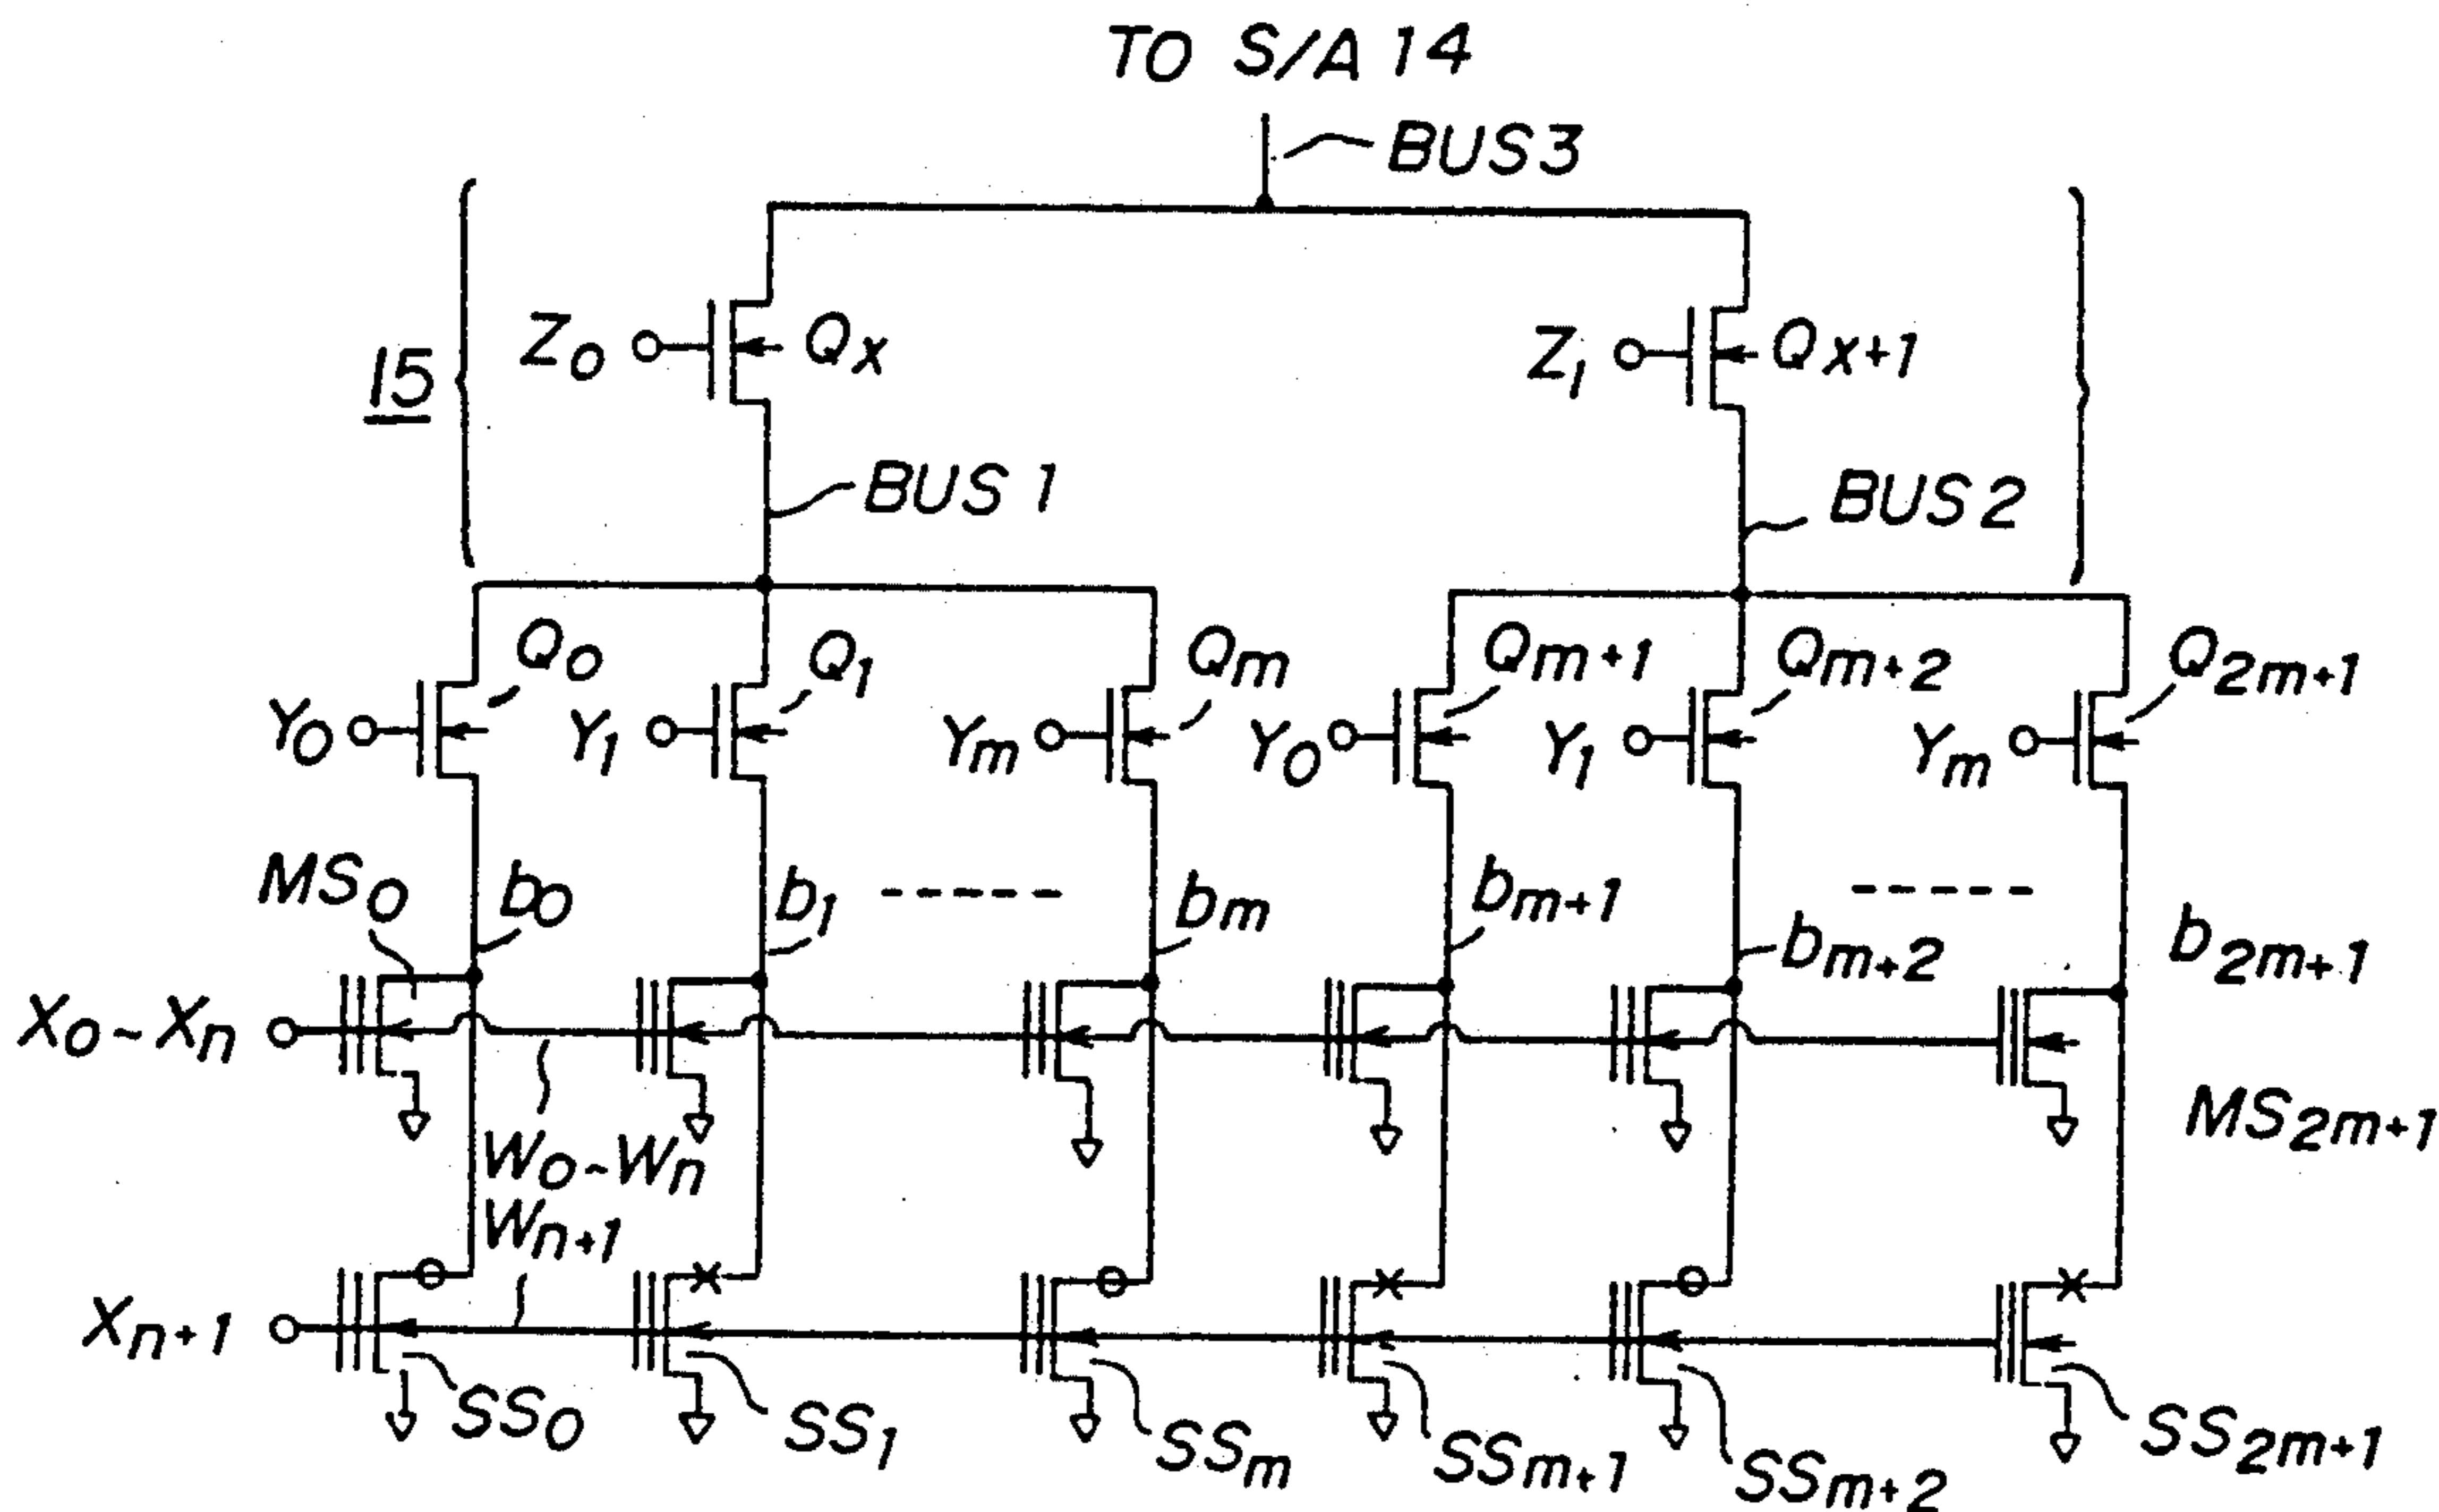 TO S/A 14
BUS3
15
Z0
QX
Z1
QX+1
BUS 1
BUS2
Q0
Q1
Qm
Qm+1
Qm+2
Q2m+1
Y0
Y1
Ym
Y0
Y1
Ym
MS0
b0
b1
bm
bm+1
bm+2
b2m+1
X0~Xn
W0~Wn
MS2m+1
Wn+1
Xn+1
SS0
SS1
SSm
SSm+1
SSm+2
SS2m+1